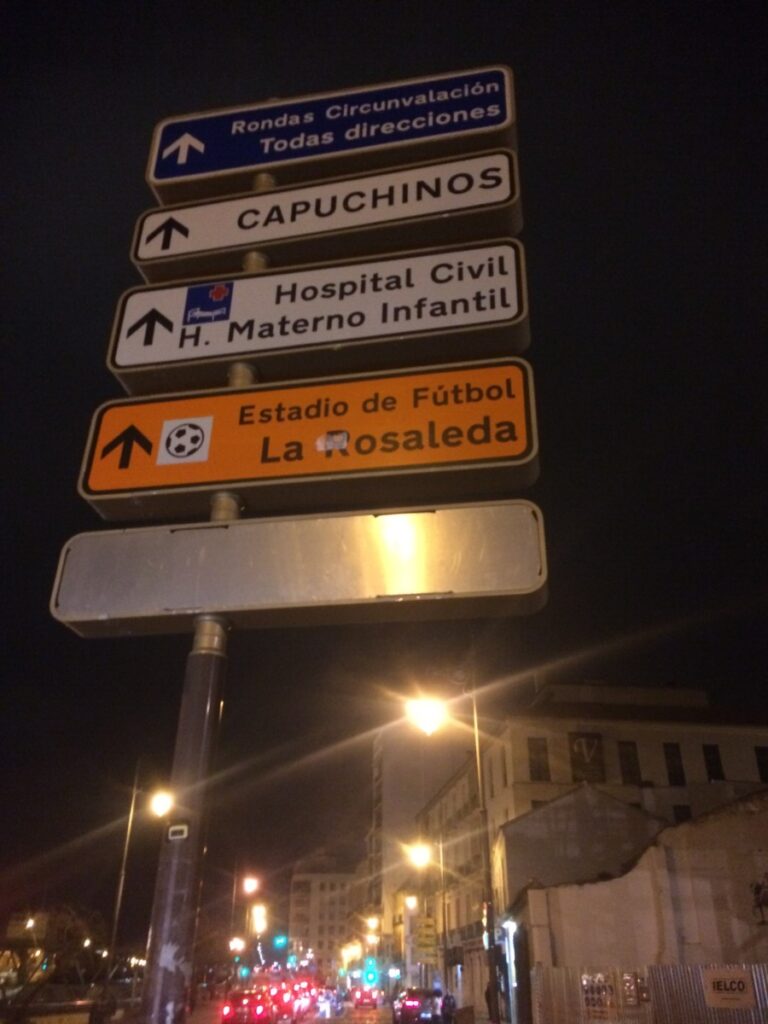 Rondas Circunvalación
Todas direcciones
CAPUCHINOS
Hospital Civil
H. Materno Infantil
Estadio de Fútbol
La Rosaleda
V
IELCO